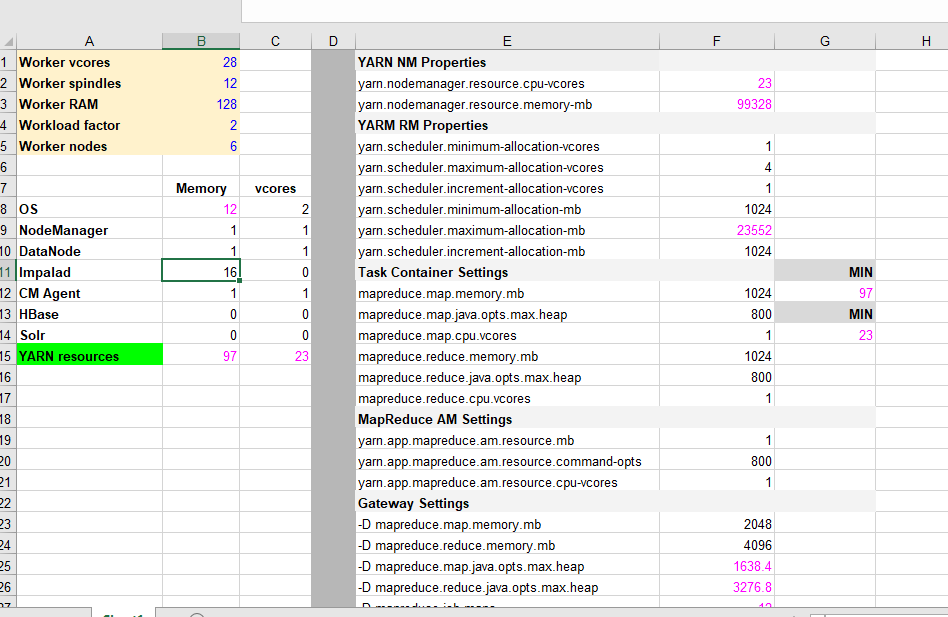 A B C D E F G H
1 Worker vcores 28 YARN NM Properties
2 Worker spindles 12 yarn.nodemanager.resource.cpu-vcores 23
3 Worker RAM 128 yarn.nodemanager.resource.memory-mb 99328
4 Workload factor 2 YARM RM Properties
5 Worker nodes 6 yarn.scheduler.minimum-allocation-vcores 1
6 yarn.scheduler.maximum-allocation-vcores 4
7 Memory vcores yarn.scheduler.increment-allocation-vcores 1
8 OS 12 2 yarn.scheduler.minimum-allocation-mb 1024
9 NodeManager 1 1 yarn.scheduler.maximum-allocation-mb 23552
10 DataNode 1 1 yarn.scheduler.increment-allocation-mb 1024
11 Impalad 16 0 Task Container Settings MIN
12 CM Agent 1 1 mapreduce.map.memory.mb 1024 97
13 HBase 0 0 mapreduce.map.java.opts.max.heap 800 MIN
14 Solr 0 0 mapreduce.map.cpu.vcores 1 23
15 YARN resources 97 23 mapreduce.reduce.memory.mb 1024
16 mapreduce.reduce.java.opts.max.heap 800
17 mapreduce.reduce.cpu.vcores 1
18 MapReduce AM Settings
19 yarn.app.mapreduce.am.resource.mb 1
20 yarn.app.mapreduce.am.resource.command-opts 800
21 yarn.app.mapreduce.am.resource.cpu-vcores 1
22 Gateway Settings
23 -D mapreduce.map.memory.mb 2048
24 -D mapreduce.reduce.memory.mb 4096
25 -D mapreduce.map.java.opts.max.heap 1638.4
26 -D mapreduce.reduce.java.opts.max.heap 3276.8